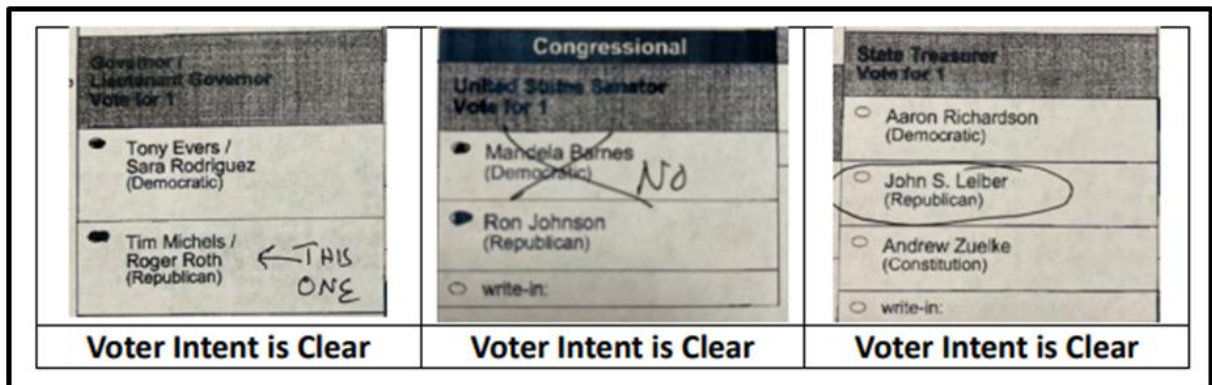 Governor /
Lieutenant Governor
Vote for 1
Tony Evers /
Sara Rodriguez
(Democratic)
Tim Michels /
Roger Roth
(Republican)
← THIS
ONE
Voter Intent is Clear
Congressional
United States Senator
Vote for 1
Mandela Barnes
(Democratic)
NO
Ron Johnson
(Republican)
write-in:
Voter Intent is Clear
State Treasurer
Vote for 1
Aaron Richardson
(Democratic)
John S. Leiber
(Republican)
Andrew Zuelke
(Constitution)
write-in:
Voter Intent is Clear